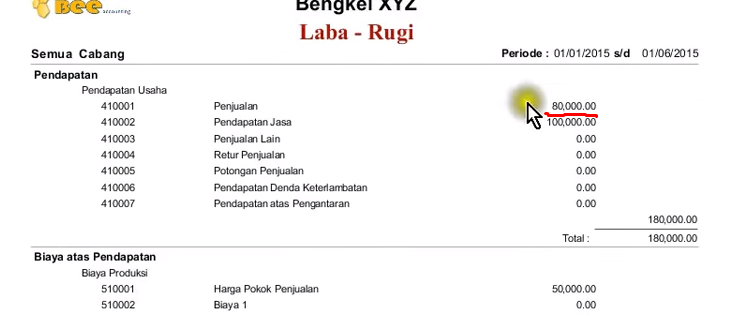 Bee accounting
Bengkel XYZ
Laba - Rugi
Semua Cabang Periode : 01/01/2015 s/d 01/06/2015
Pendapatan
Pendapatan Usaha
410001 Penjualan 80,000.00
410002 Pendapatan Jasa 100,000.00
410003 Penjualan Lain 0.00
410004 Retur Penjualan 0.00
410005 Potongan Penjualan 0.00
410006 Pendapatan Denda Keterlambatan 0.00
410007 Pendapatan atas Pengantaran 0.00
180,000.00
Total : 180,000.00
Biaya atas Pendapatan
Biaya Produksi
510001 Harga Pokok Penjualan 50,000.00
510002 Biaya 1 0.00